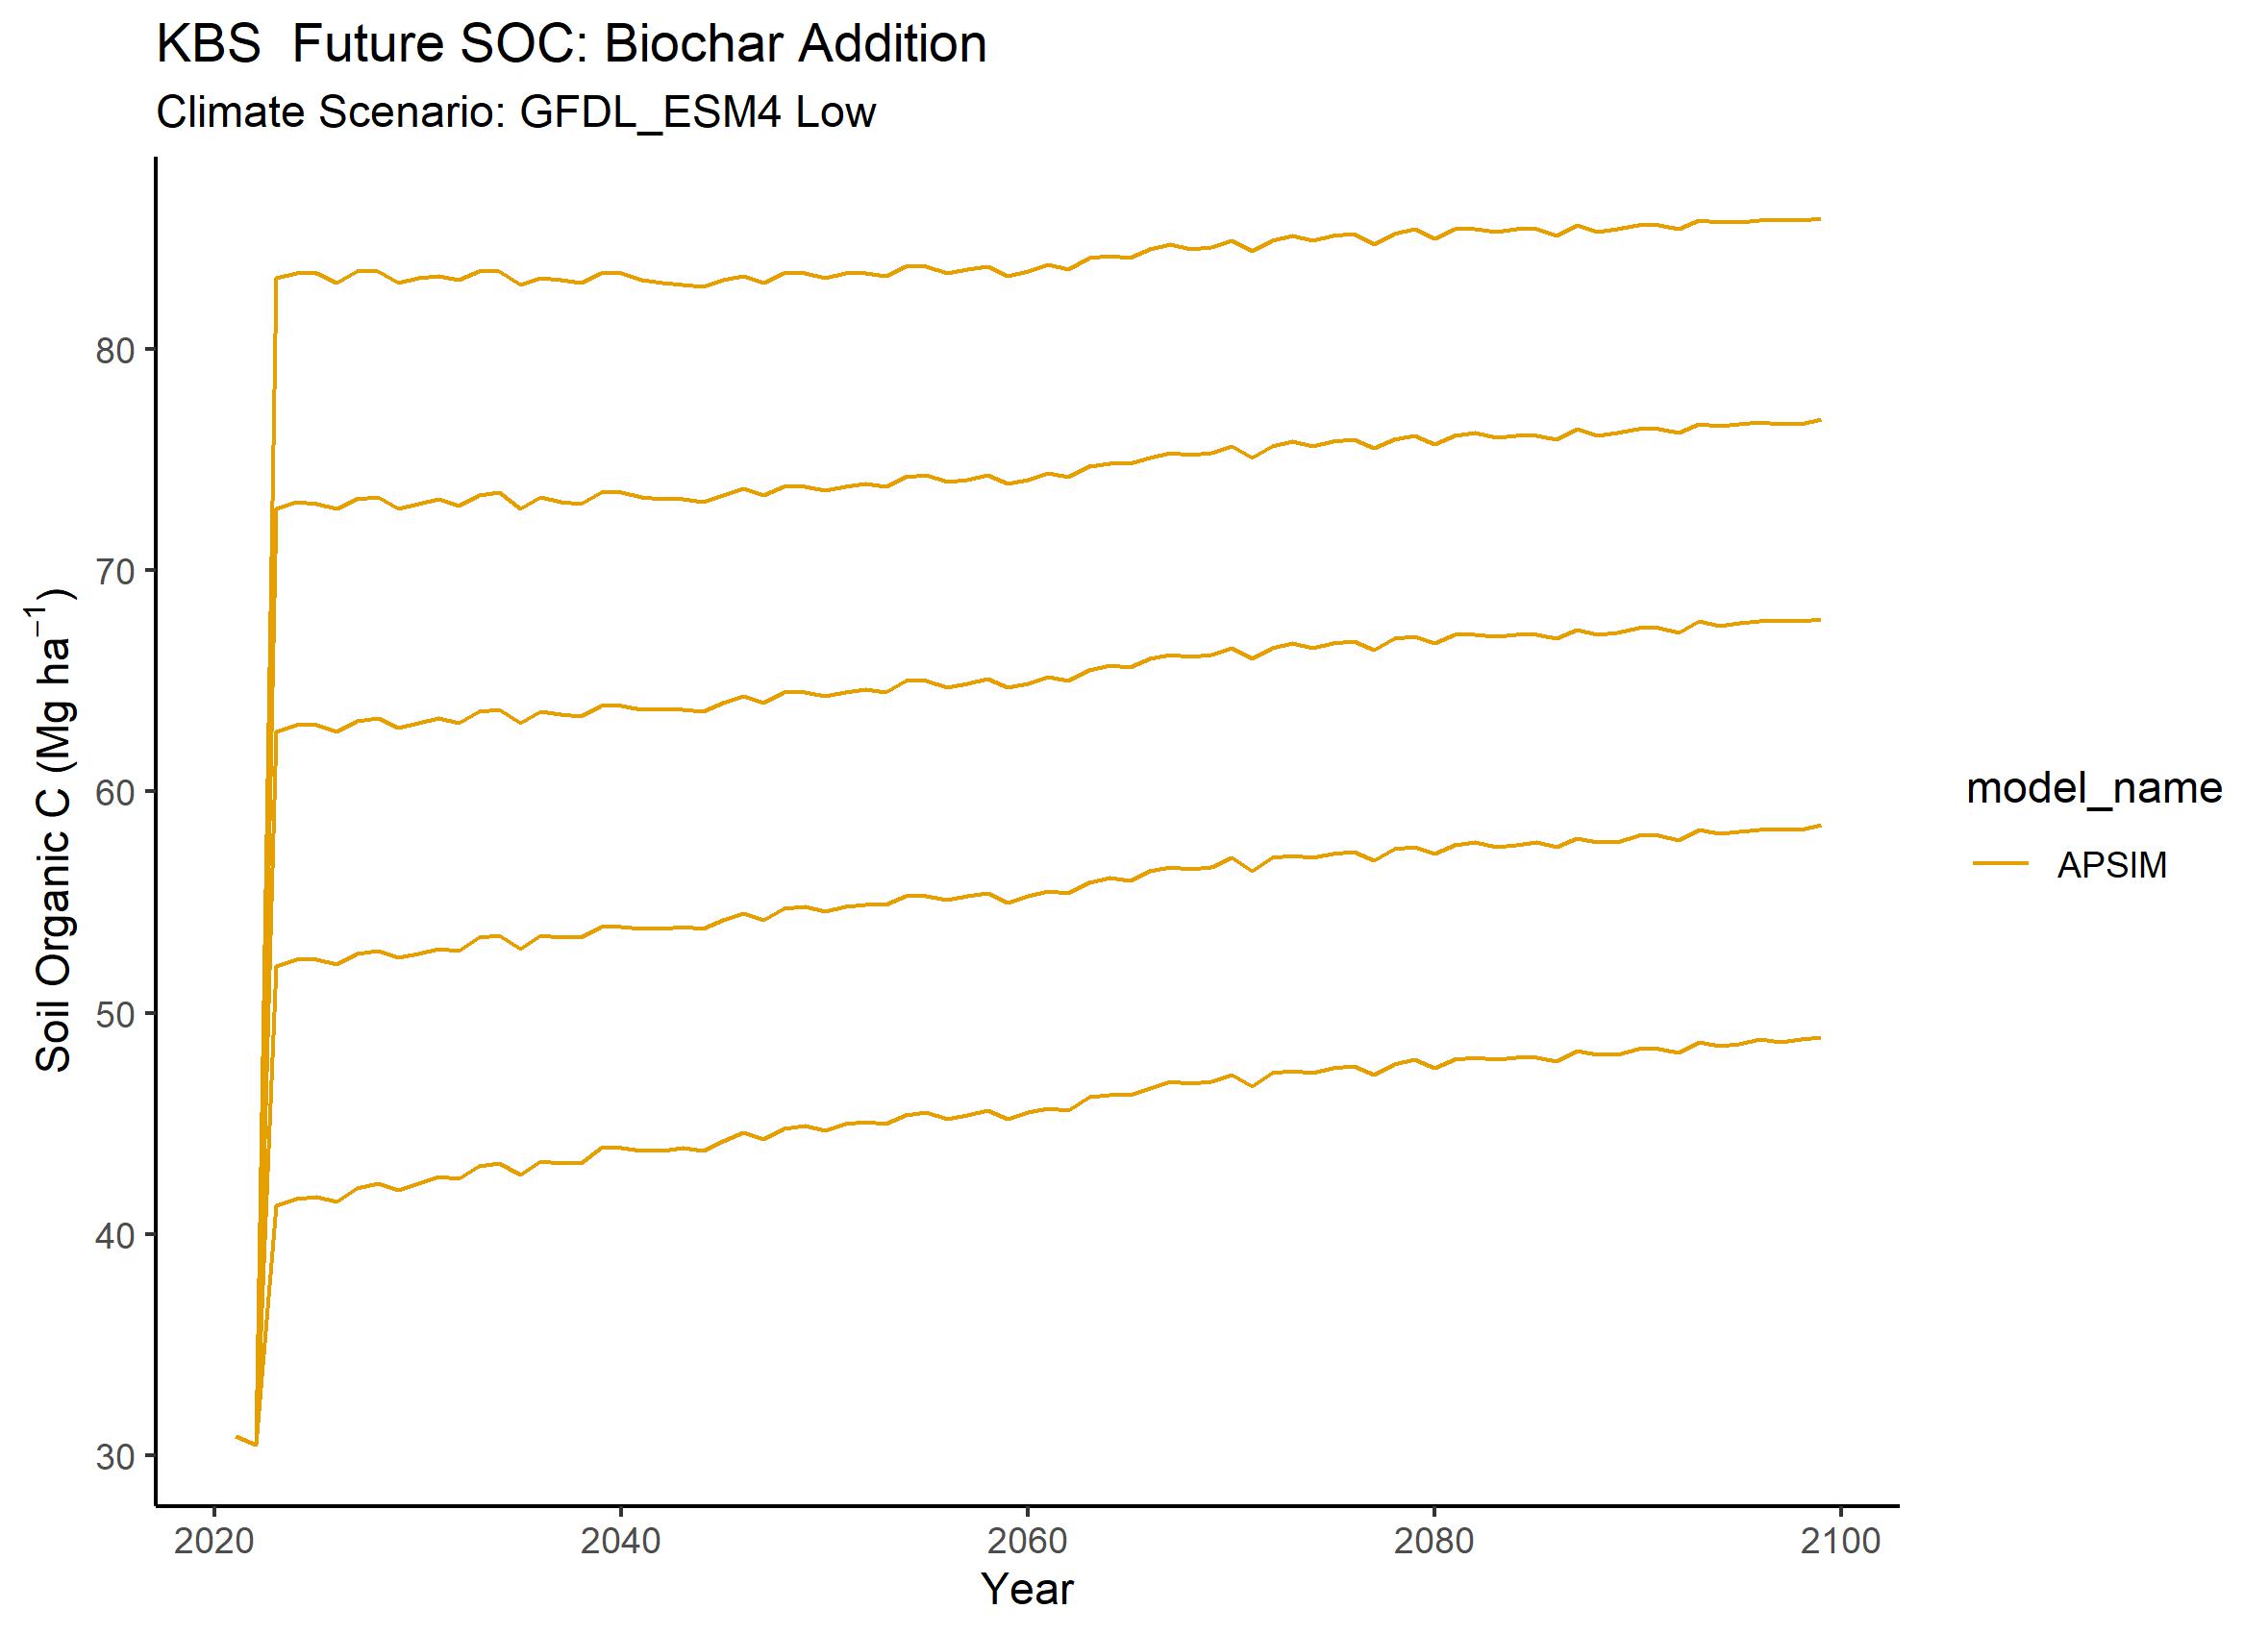 KBS  Future SOC: Biochar Addition
Climate Scenario: GFDL_ESM4 Low
Soil Organic C (Mg ha⁻¹)
80
70
60
50
40
30
2020 2040 2060 2080 2100
Year
model_name
APSIM